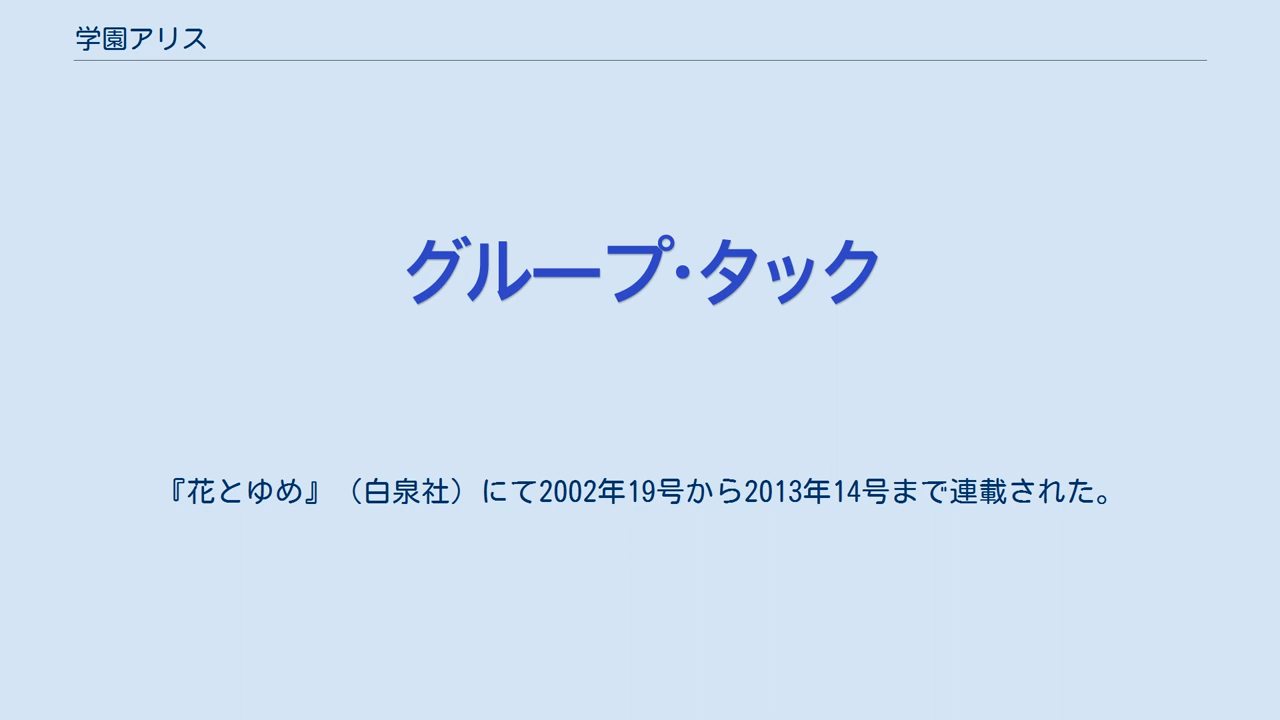 学園アリス
グループ・タック
『花とゆめ』（白泉社）にて2002年19号から2013年14号まで連載された。